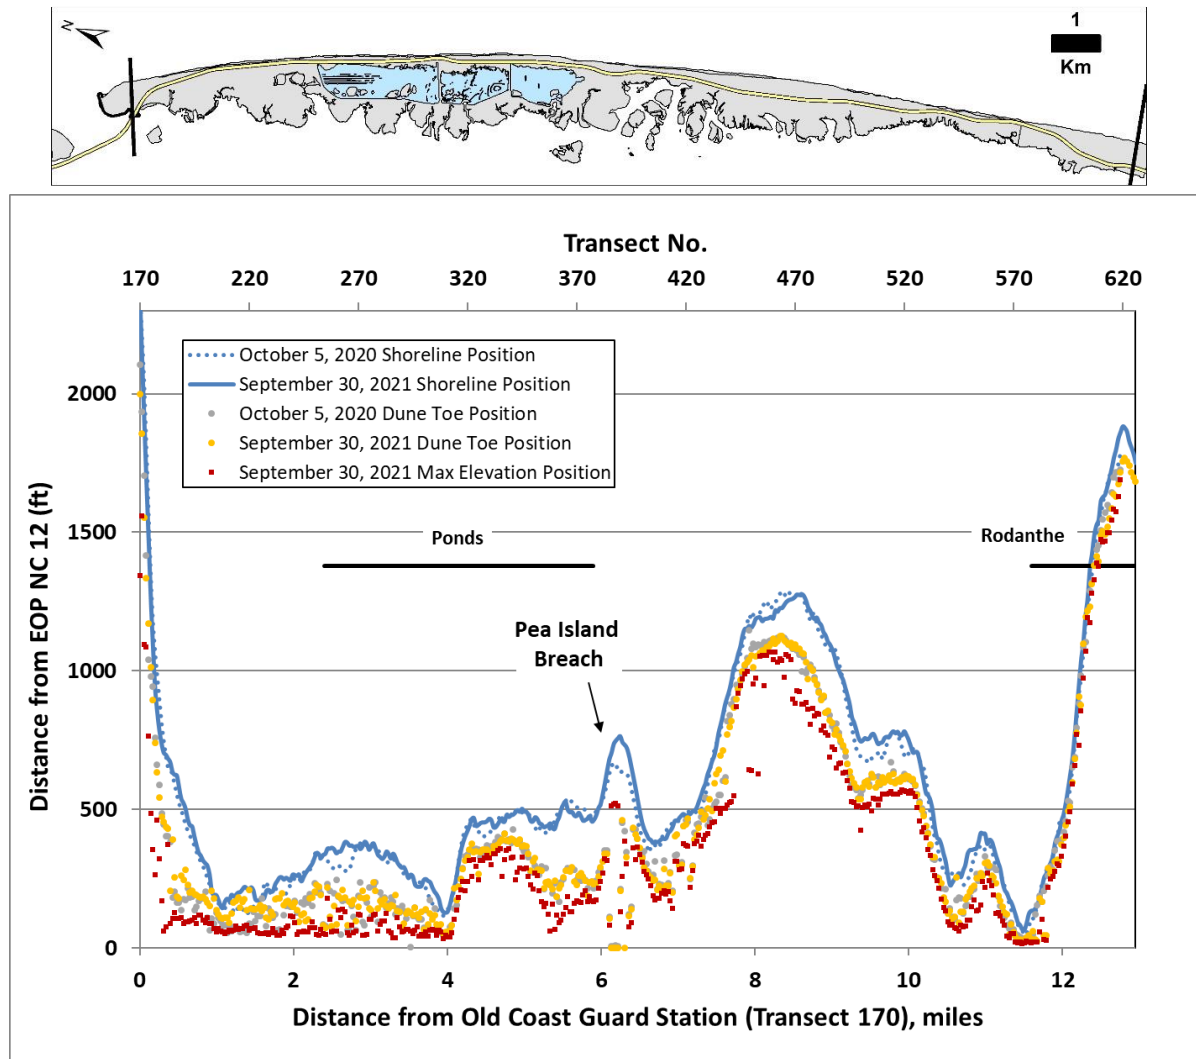 N
1
Km
Transect No.
170 220 270 320 370 420 470 520 570 620
2000
1500
1000
500
0
Distance from EOP NC 12 (ft)
October 5, 2020 Shoreline Position
September 30, 2021 Shoreline Position
October 5, 2020 Dune Toe Position
September 30, 2021 Dune Toe Position
September 30, 2021 Max Elevation Position
Ponds
Rodanthe
Pea Island
Breach
0 2 4 6 8 10 12
Distance from Old Coast Guard Station (Transect 170), miles